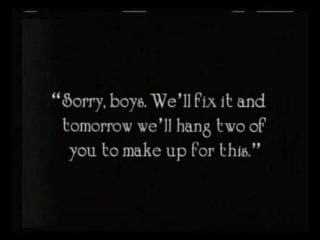 “Sorry, boys. We'll fix it and
tomorrow we'll hang two of
you to make up for this.”